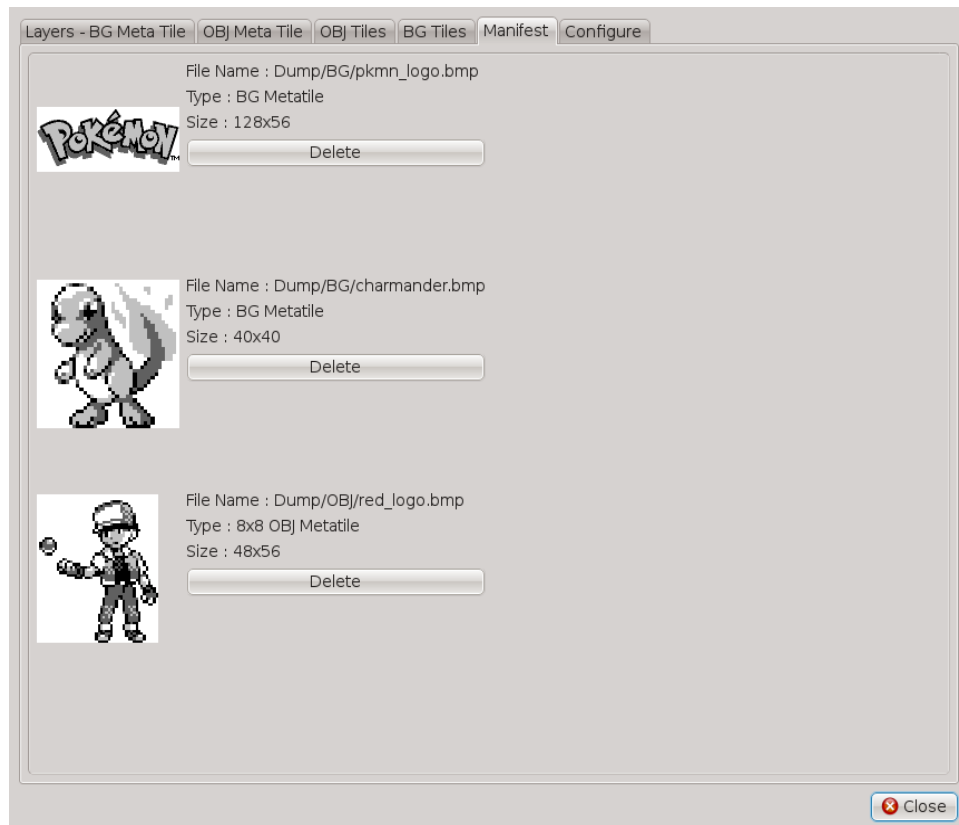 Layers - BG Meta Tile OBJ Meta Tile OBJ Tiles BG Tiles Manifest Configure
File Name : Dump/BG/pkmn_logo.bmp
Type : BG Metatile
POKéMON TM
Size : 128x56
Delete
File Name : Dump/BG/charmander.bmp
Type : BG Metatile
Size : 40x40
Delete
File Name : Dump/OBJ/red_logo.bmp
Type : 8x8 OBJ Metatile
Size : 48x56
Delete
Close